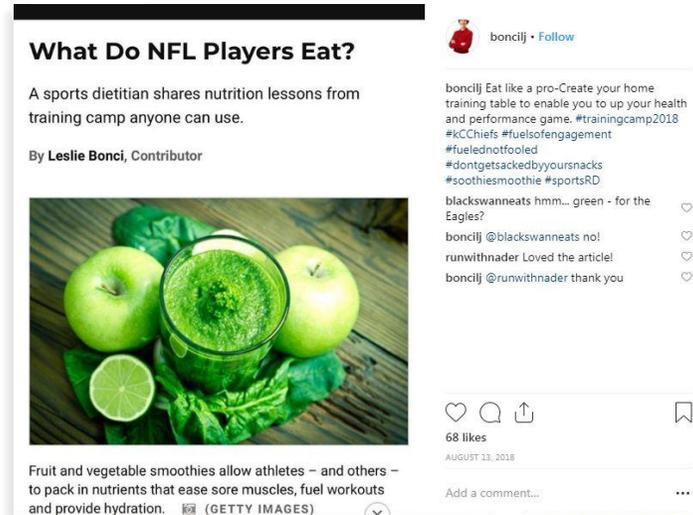 What Do NFL Players Eat?
A sports dietitian shares nutrition lessons from
training camp anyone can use.
By Leslie Bonci, Contributor
Fruit and vegetable smoothies allow athletes – and others –
to pack in nutrients that ease sore muscles, fuel workouts
and provide hydration. (GETTY IMAGES)
boncilj • Follow
boncilj Eat like a pro-Create your home
training table to enable you to up your health
and performance game. #trainingcamp2018
#kCChiefs #fuelsofengagement
#fuelednotfooled
#dontgetsackedbyyoursnacks
#soothiesmoothie #sportsRD
blackswanneats hmm... green - for the
Eagles?
boncilj @blackswanneats no!
runwithnader Loved the article!
boncilj @runwithnader thank you
68 likes
AUGUST 13, 2018
Add a comment...